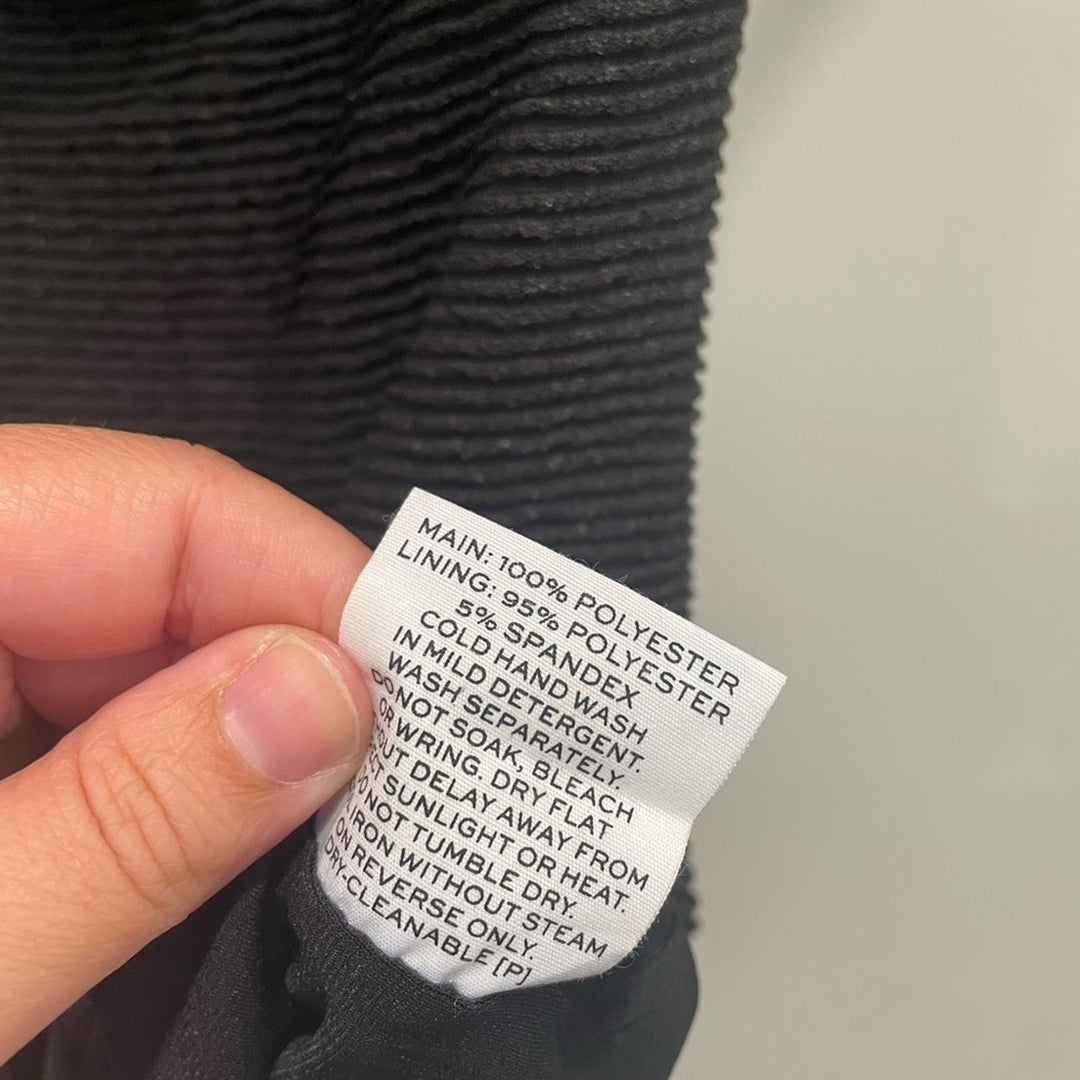 MAIN: 100% POLYESTER
LINING: 95% POLYESTER
5% SPANDEX
COLD HAND WASH
IN MILD DETERGENT.
WASH SEPARATELY.
DO NOT SOAK, BLEACH
OR WRING. DRY FLAT
DELAY AWAY FROM
SUNLIGHT OR HEAT.
DO NOT TUMBLE DRY.
IRON WITHOUT STEAM
ON REVERSE ONLY.
DRY-CLEANABLE [P]